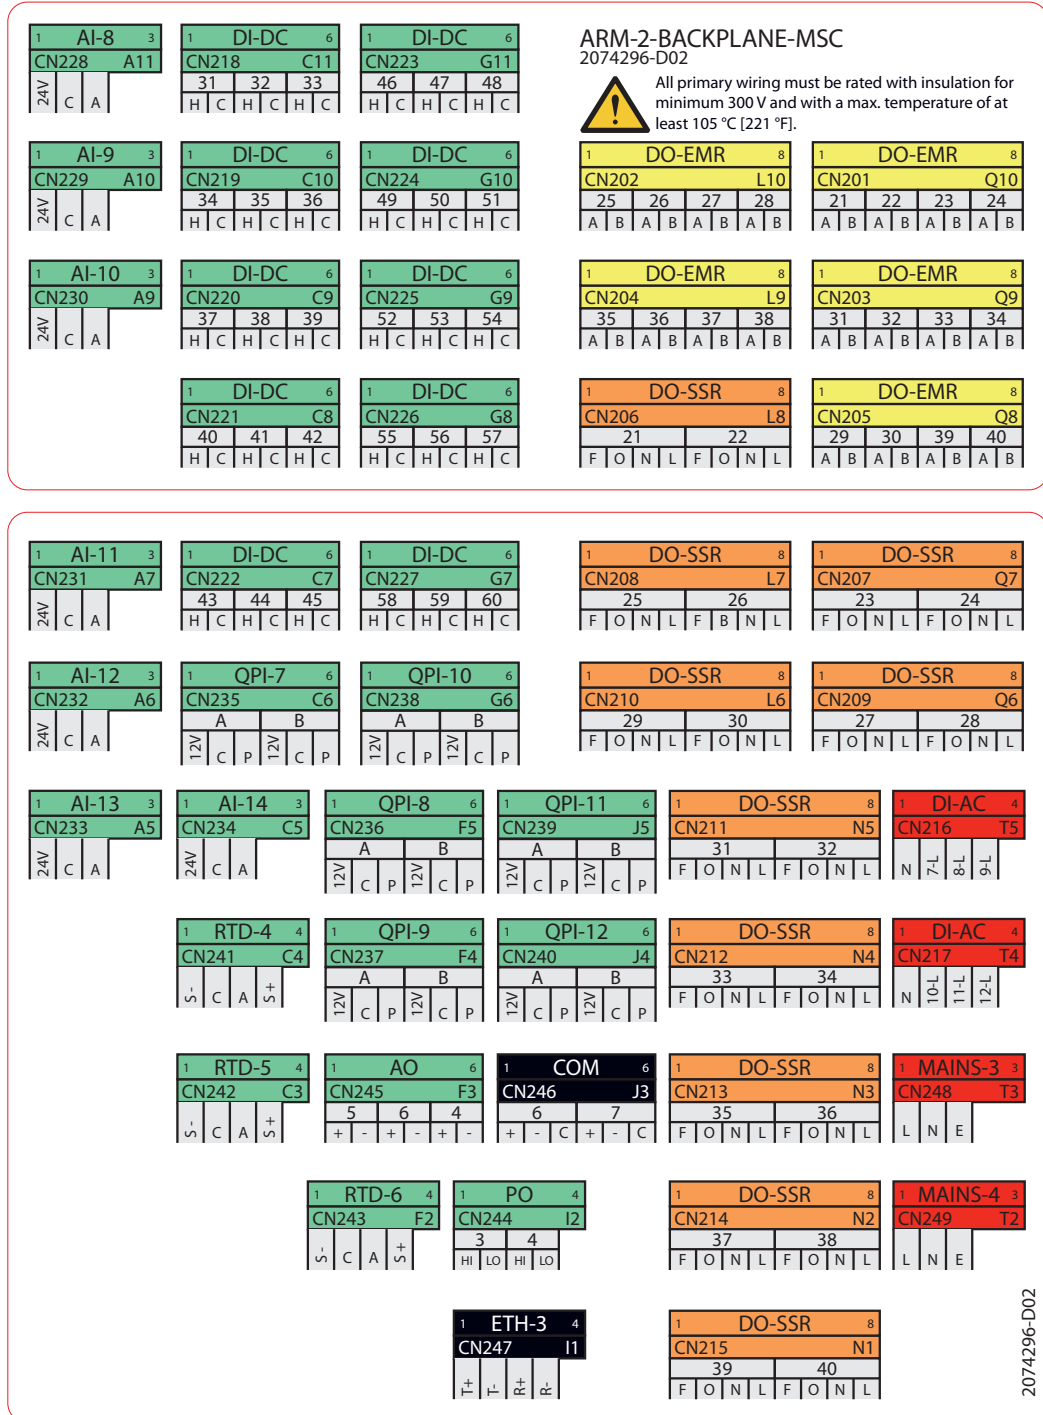 ARM-2-BACKPLANE-MSC
2074296-D02
All primary wiring must be rated with insulation for
minimum 300 V and with a max. temperature of at
least 105 °C [221 °F].
1 AI-8 3
CN228 A11
24V C A
1 DI-DC 6
CN218 C11
31 32 33
H C H C H C
1 DI-DC 6
CN223 G11
46 47 48
H C H C H C
1 AI-9 3
CN229 A10
24V C A
1 DI-DC 6
CN219 C10
34 35 36
H C H C H C
1 DI-DC 6
CN224 G10
49 50 51
H C H C H C
1 DO-EMR 8
CN202 L10
25 26 27 28
A B A B A B A B
1 DO-EMR 8
CN201 Q10
21 22 23 24
A B A B A B A B
1 AI-10 3
CN230 A9
24V C A
1 DI-DC 6
CN220 C9
37 38 39
H C H C H C
1 DI-DC 6
CN225 G9
52 53 54
H C H C H C
1 DO-EMR 8
CN204 L9
35 36 37 38
A B A B A B A B
1 DO-EMR 8
CN203 Q9
31 32 33 34
A B A B A B A B
1 DI-DC 6
CN221 C8
40 41 42
H C H C H C
1 DI-DC 6
CN226 G8
55 56 57
H C H C H C
1 DO-SSR 8
CN206 L8
21 22
F O N L F O N L
1 DO-EMR 8
CN205 Q8
29 30 39 40
A B A B A B A B
1 AI-11 3
CN231 A7
24V C A
1 DI-DC 6
CN222 C7
43 44 45
H C H C H C
1 DI-DC 6
CN227 G7
58 59 60
H C H C H C
1 DO-SSR 8
CN208 L7
25 26
F O N L F B N L
1 DO-SSR 8
CN207 Q7
23 24
F O N L F O N L
1 AI-12 3
CN232 A6
24V C A
1 QPI-7 6
CN235 C6
A B
12V C P 12V C P
1 QPI-10 6
CN238 G6
A B
12V C P 12V C P
1 DO-SSR 8
CN210 L6
29 30
F O N L F O N L
1 DO-SSR 8
CN209 Q6
27 28
F O N L F O N L
1 AI-13 3
CN233 A5
24V C A
1 AI-14 3
CN234 C5
24V C A
1 QPI-8 6
CN236 F5
A B
12V C P 12V C P
1 QPI-11 6
CN239 J5
A B
12V C P 12V C P
1 DO-SSR 8
CN211 N5
31 32
F O N L F O N L
1 DI-AC 4
CN216 T5
N 7-L 8-L 9-L
1 RTD-4 4
CN241 C4
S- C A S+
1 QPI-9 6
CN237 F4
A B
12V C P 12V C P
1 QPI-12 6
CN240 J4
A B
12V C P 12V C P
1 DO-SSR 8
CN212 N4
33 34
F O N L F O N L
1 DI-AC 4
CN217 T4
N 10-L 11-L 12-L
1 RTD-5 4
CN242 C3
S- C A S+
1 AO 6
CN245 F3
5 6 4
+ - + - + -
1 COM 6
CN246 J3
6 7
+ - C + - C
1 DO-SSR 8
CN213 N3
35 36
F O N L F O N L
1 MAINS-3 3
CN248 T3
L N E
1 RTD-6 4
CN243 F2
S- C A S+
1 PO 4
CN244 I2
3 4
HI LO HI LO
1 DO-SSR 8
CN214 N2
37 38
F O N L F O N L
1 MAINS-4 3
CN249 T2
L N E
1 ETH-3 4
CN247 I1
T+ T- R+ R-
1 DO-SSR 8
CN215 N1
39 40
F O N L F O N L
2074296-D02